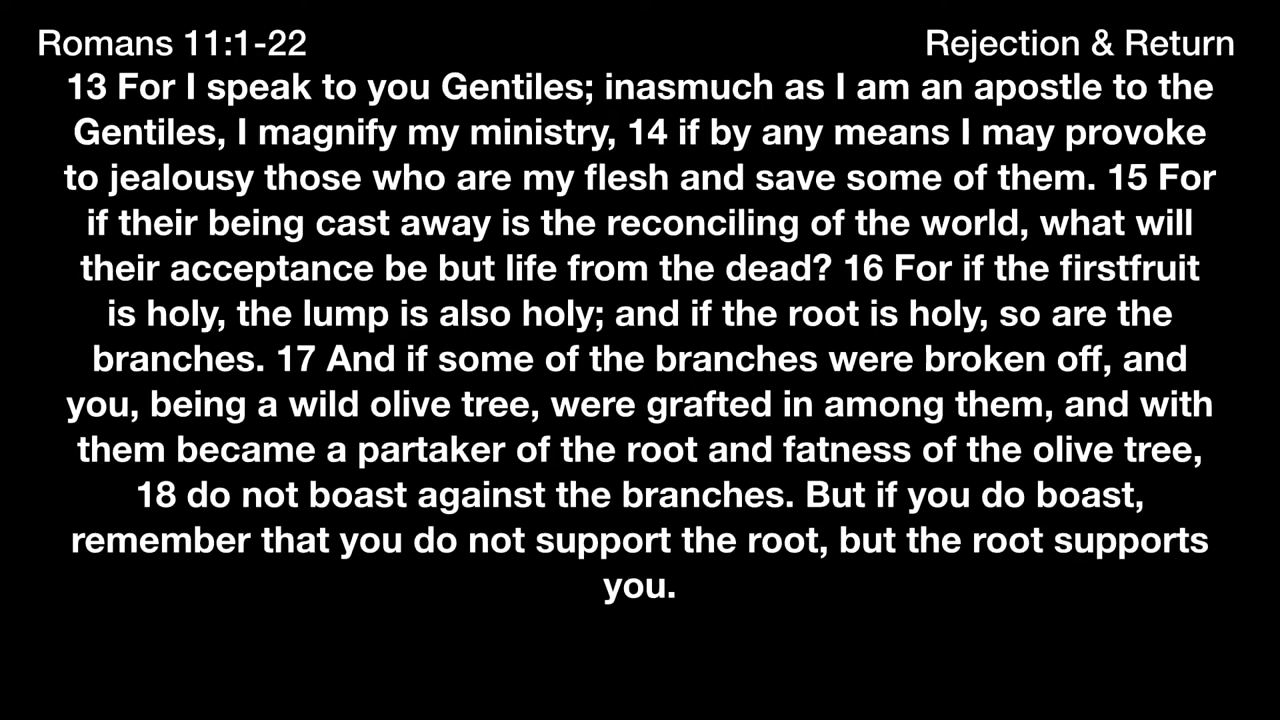 Romans 11:1-22
Rejection & Return
13 For I speak to you Gentiles; inasmuch as I am an apostle to the
Gentiles, I magnify my ministry, 14 if by any means I may provoke
to jealousy those who are my flesh and save some of them. 15 For
if their being cast away is the reconciling of the world, what will
their acceptance be but life from the dead? 16 For if the firstfruit
is holy, the lump is also holy; and if the root is holy, so are the
branches. 17 And if some of the branches were broken off, and
you, being a wild olive tree, were grafted in among them, and with
them became a partaker of the root and fatness of the olive tree,
18 do not boast against the branches. But if you do boast,
remember that you do not support the root, but the root supports
you.